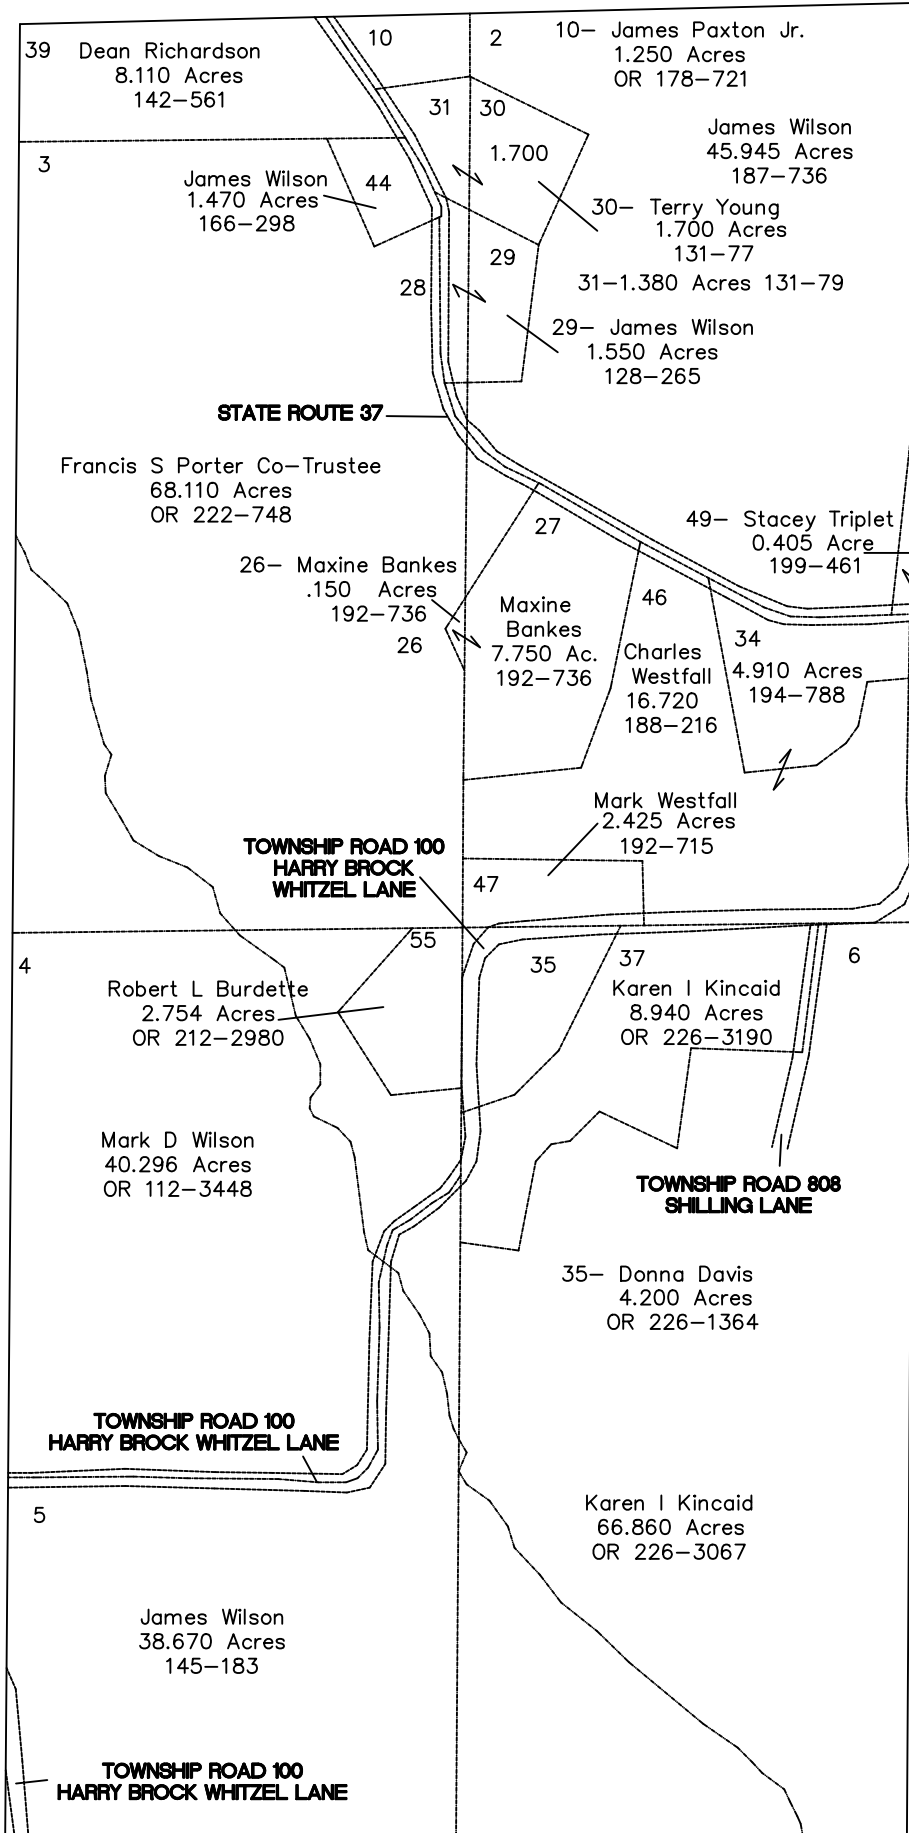 39
Dean Richardson
8.110 Acres
142-561
10
2
10- James Paxton Jr.
1.250 Acres
OR 178-721
31
30
1.700
James Wilson
45.945 Acres
187-736
3
James Wilson
1.470 Acres
166-298
44
30- Terry Young
1.700 Acres
131-77
31-1.380 Acres 131-79
29
28
29- James Wilson
1.550 Acres
128-265
STATE ROUTE 37
Francis S Porter Co-Trustee
68.110 Acres
OR 222-748
27
49- Stacey Triplet
0.405 Acre
199-461
26- Maxine Bankes
.150 Acres
192-736
26
Maxine
Bankes
7.750 Ac.
192-736
46
Charles
Westfall
16.720
188-216
34
4.910 Acres
194-788
Mark Westfall
2.425 Acres
192-715
TOWNSHIP ROAD 100
HARRY BROCK
WHITZEL LANE
47
55
4
35
37
6
Robert L Burdette
2.754 Acres
OR 212-2980
Karen I Kincaid
8.940 Acres
OR 226-3190
Mark D Wilson
40.296 Acres
OR 112-3448
TOWNSHIP ROAD 808
SHILLING LANE
35- Donna Davis
4.200 Acres
OR 226-1364
TOWNSHIP ROAD 100
HARRY BROCK WHITZEL LANE
5
Karen I Kincaid
66.860 Acres
OR 226-3067
James Wilson
38.670 Acres
145-183
TOWNSHIP ROAD 100
HARRY BROCK WHITZEL LANE